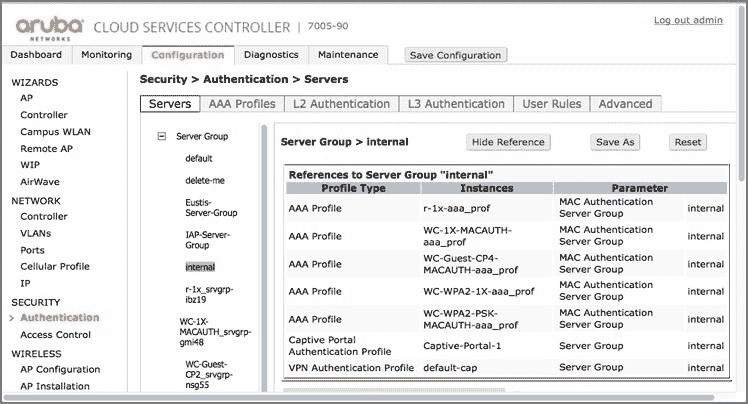 aruba
NETWORKS
CLOUD SERVICES CONTROLLER | 7005-90
Log out admin
Dashboard Monitoring Configuration Diagnostics Maintenance Save Configuration
WIZARDS
AP
Controller
Campus WLAN
Remote AP
WIP
AirWave
NETWORK
Controller
VLANs
Ports
Cellular Profile
IP
SECURITY
> Authentication
Access Control
WIRELESS
AP Configuration
AP Installation
Security > Authentication > Servers
Servers AAA Profiles L2 Authentication L3 Authentication User Rules Advanced
Server Group
default
delete-me
Eustis-
Server-Group
IAP-Server-
Group
internal
r-1x_srvgrp-
ibz19
WC-1X-
MACAUTH_srvgrp-
gmi48
WC-Guest-
CP2_srvgrp-
nsg55
Server Group > internal Hide Reference Save As Reset
References to Server Group "internal"
Profile Type Instances Parameter
AAA Profile r-1x-aaa_prof MAC Authentication
Server Group internal
AAA Profile WC-1X-MACAUTH-
aaa_prof MAC Authentication
Server Group internal
AAA Profile WC-Guest-CP4-
MACAUTH-aaa_prof MAC Authentication
Server Group internal
AAA Profile WC-WPA2-1X-aaa_prof MAC Authentication
Server Group internal
AAA Profile WC-WPA2-PSK-
MACAUTH-aaa_prof MAC Authentication
Server Group internal
Captive Portal
Authentication Profile Captive-Portal-1 Server Group internal
VPN Authentication Profile default-cap Server Group internal